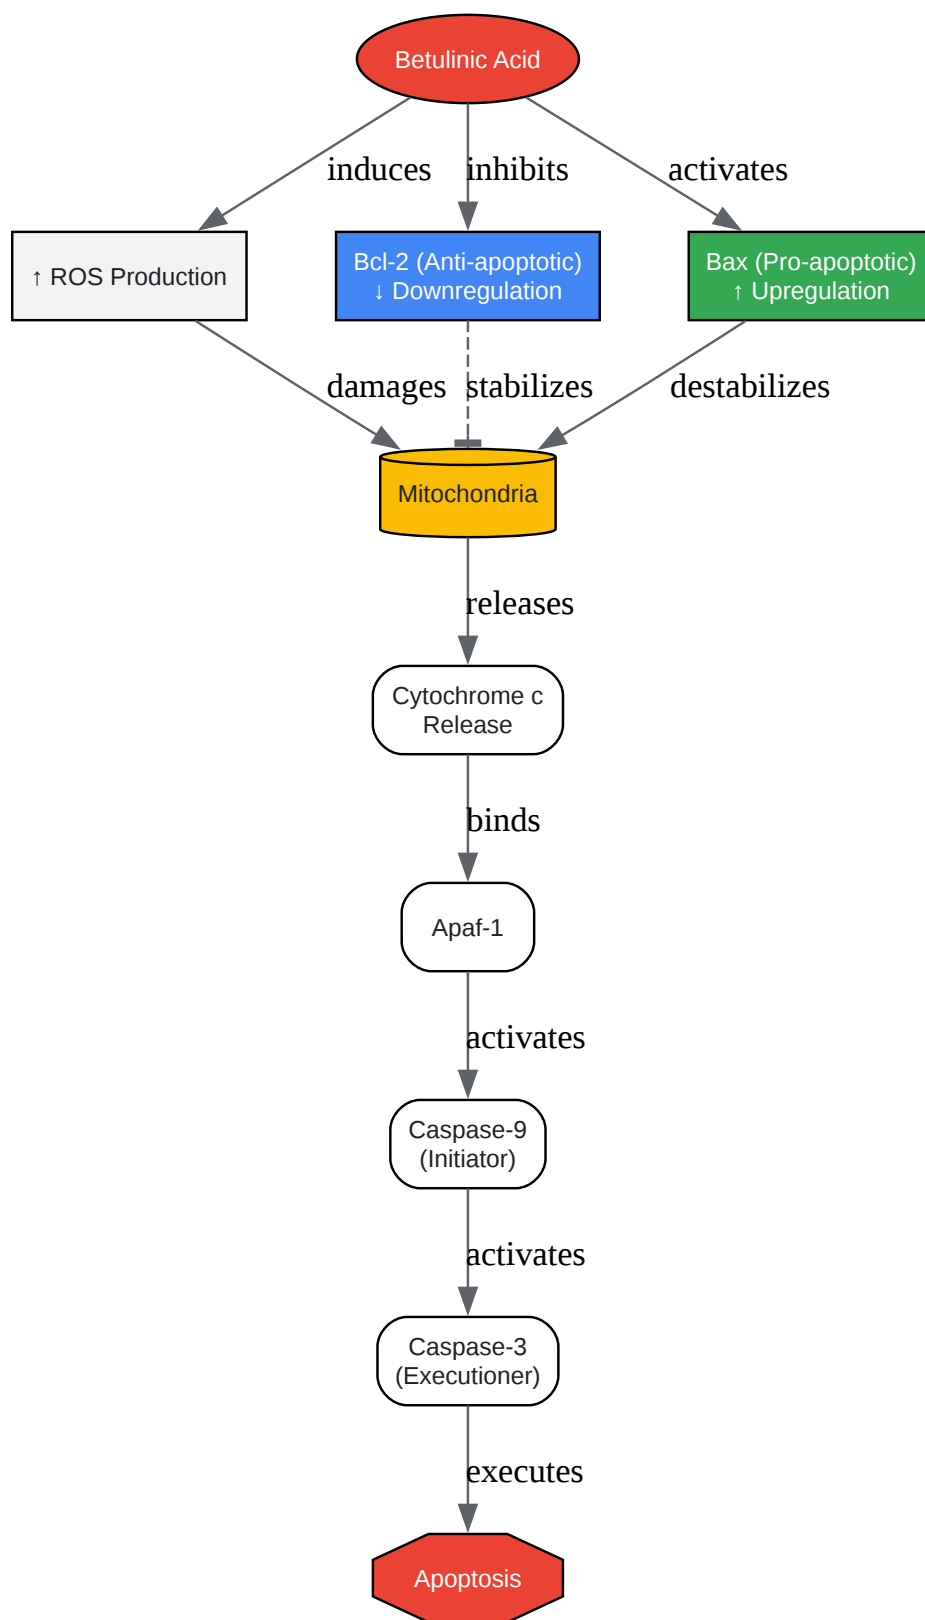 Betulinic Acid
induces
inhibits
activates
↑ ROS Production
Bcl-2 (Anti-apoptotic)
↓ Downregulation
Bax (Pro-apoptotic)
↑ Upregulation
damages
stabilizes
destabilizes
Mitochondria
releases
Cytochrome c
Release
binds
Apaf-1
activates
Caspase-9
(Initiator)
activates
Caspase-3
(Executioner)
executes
Apoptosis